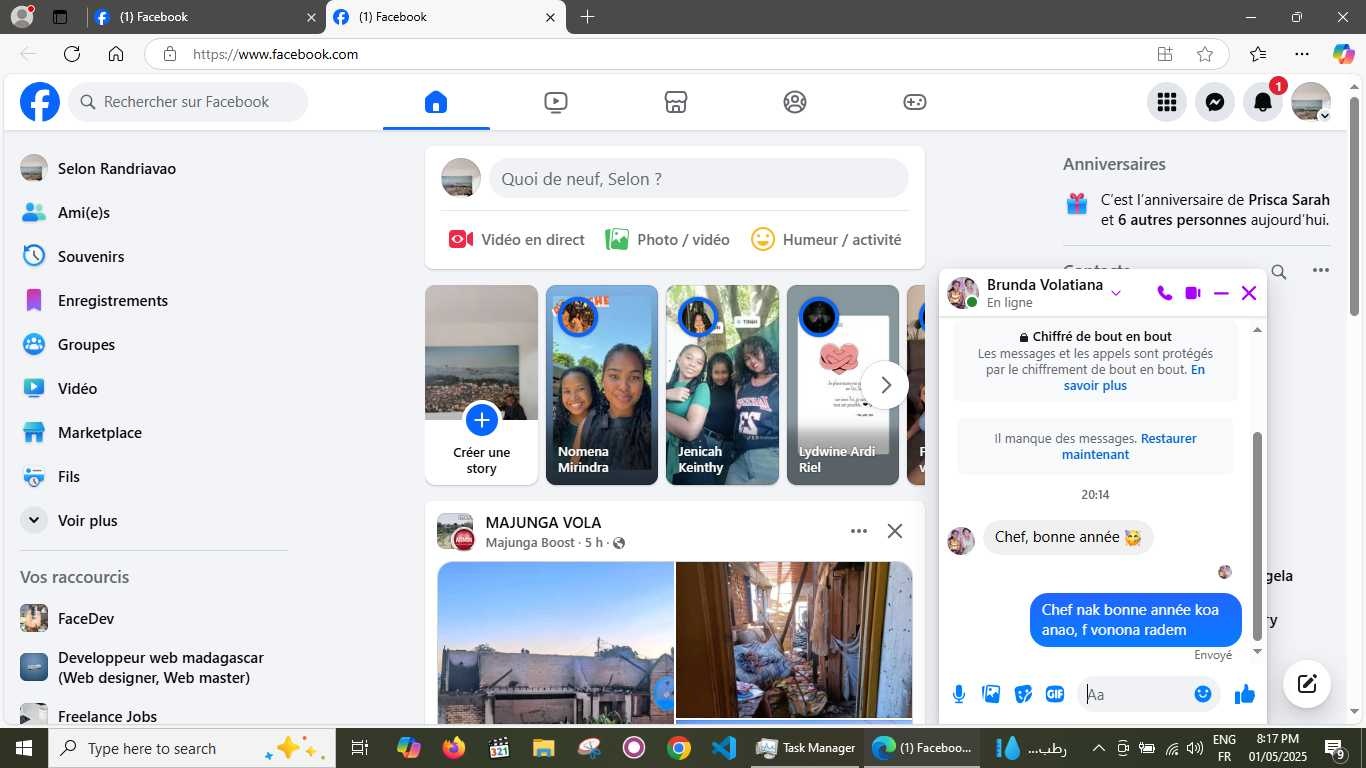 (1) Facebook
(1) Facebook
https://www.facebook.com
Rechercher sur Facebook
1
Selon Randriavao
Ami(e)s
Souvenirs
Enregistrements
Groupes
Vidéo
Marketplace
Fils
Voir plus
Vos raccourcis
FaceDev
Developpeur web madagascar
(Web designer, Web master)
Freelance Jobs
Quoi de neuf, Selon ?
Vidéo en direct
Photo / vidéo
Humeur / activité
Créer une
story
Nomena
Mirindra
Jenicah
Keinthy
Lydwine Ardi
Riel
MAJUNGA VOLA
Majunga Boost · 5 h ·
Anniversaires
C'est l'anniversaire de Prisca Sarah
et 6 autres personnes aujourd'hui.
Brunda Volatiana
En ligne
Chiffré de bout en bout
Les messages et les appels sont protégés
par le chiffrement de bout en bout. En
savoir plus
Il manque des messages. Restaurer
maintenant
20:14
Chef, bonne année 🥰
Chef nak bonne année koa
anao, f vonona radem
Envoyé
GIF
Aa
Type here to search
321
Task Manager
(1) Faceboo...
رطب...
ENG
FR
8:17 PM
01/05/2025
9